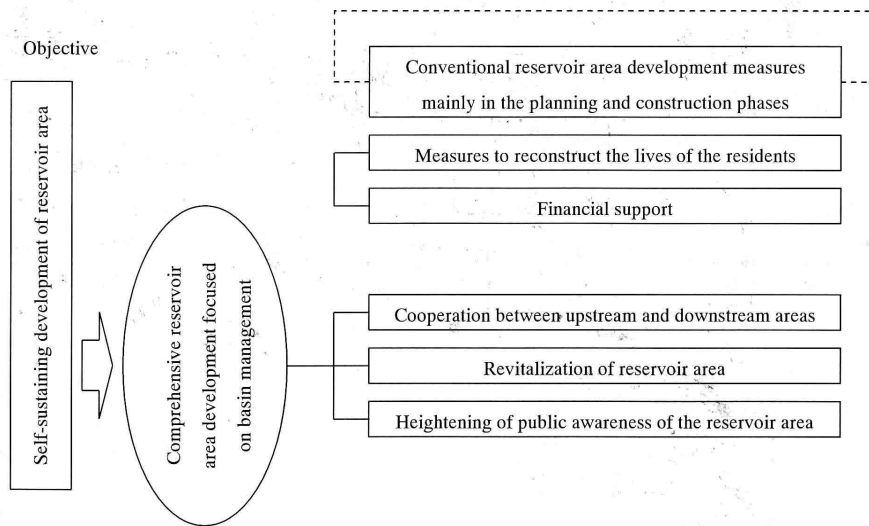 Objective
Self-sustaining development of reservoir area
Comprehensive reservoir
area development focused
on basin management
Conventional reservoir area development measures
mainly in the planning and construction phases
Measures to reconstruct the lives of the residents
Financial support
Cooperation between upstream and downstream areas
Revitalization of reservoir area
Heightening of public awareness of the reservoir area